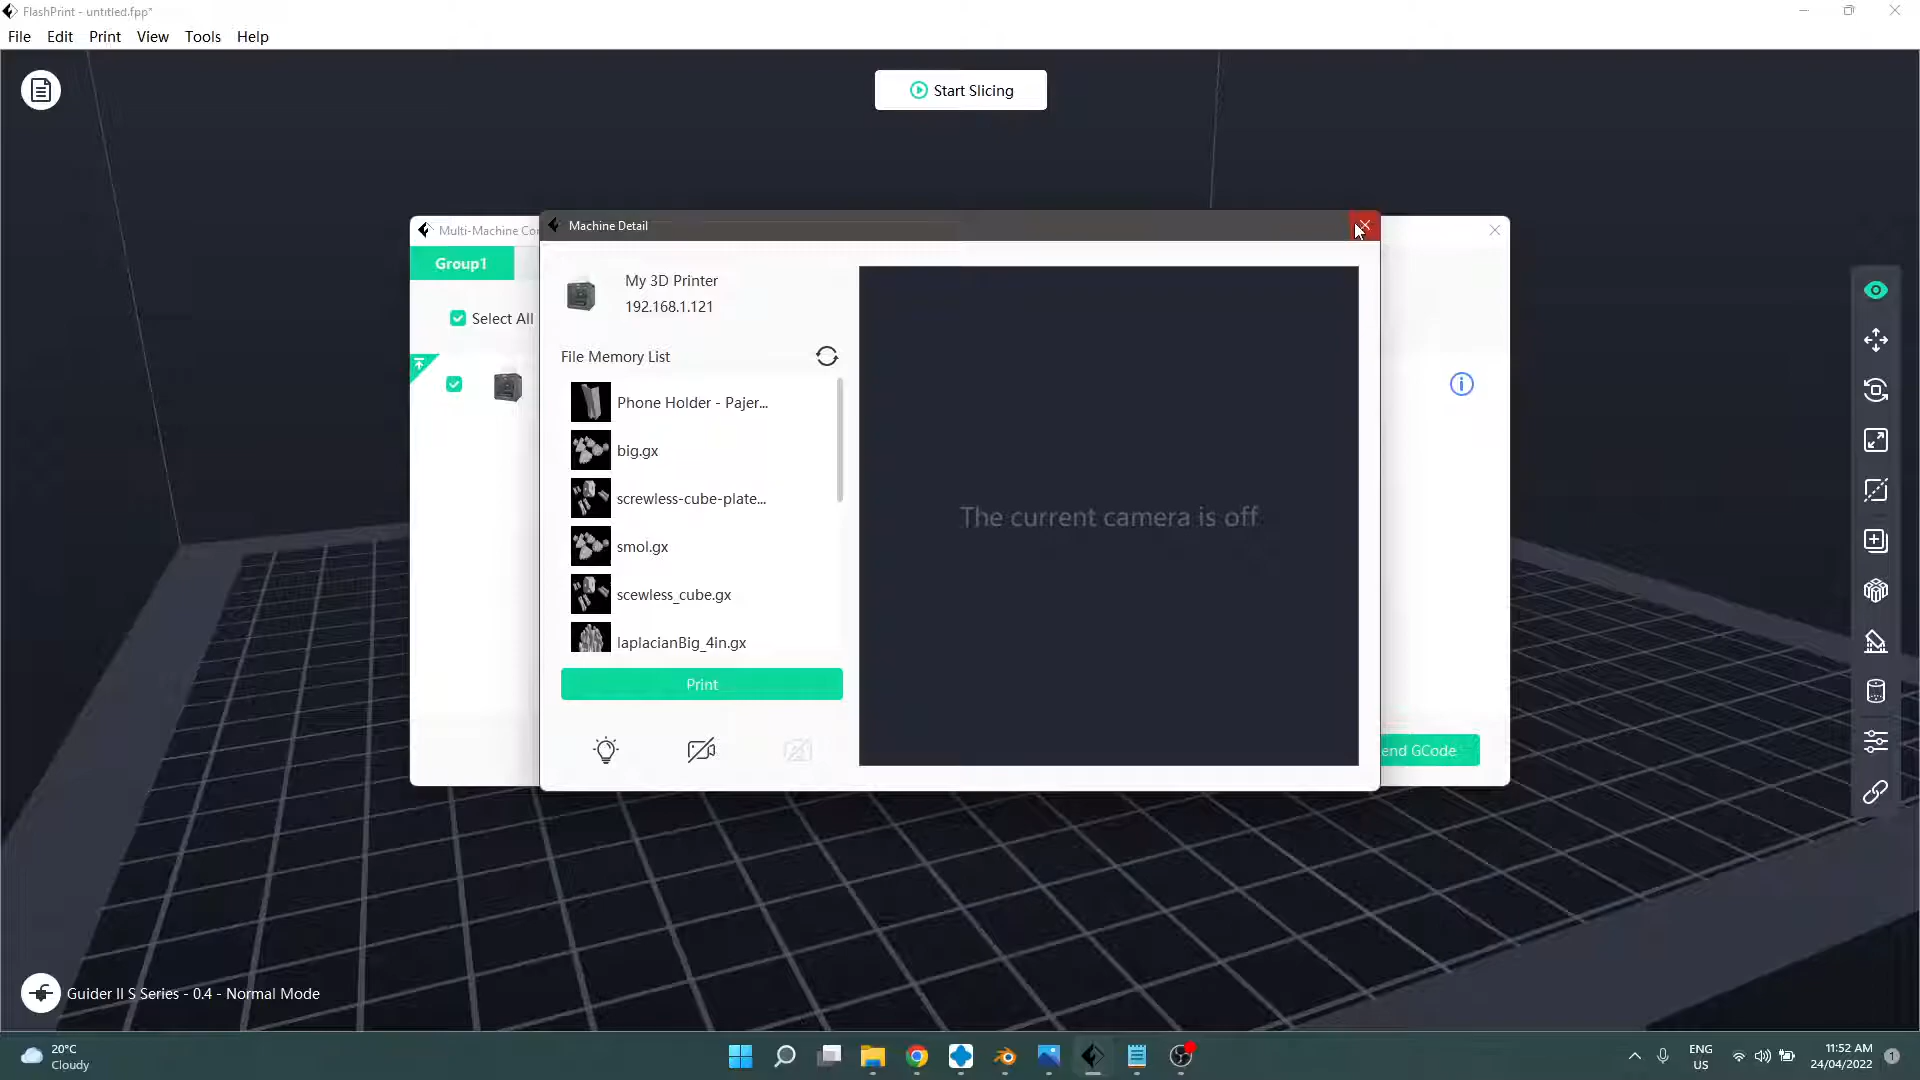 FlashPrint - untitled.fpp*
File Edit Print View Tools Help
Start Slicing
Multi-Machine Co
Machine Detail
Group1
My 3D Printer
192.168.1.121
Select All
File Memory List
Phone Holder - Pajer...
big.gx
screwless-cube-plate...
smol.gx
scewless_cube.gx
laplacianBig_4in.gx
The current camera is off
Print
end GCode
Guider II S Series - 0.4 - Normal Mode
20°C
Cloudy
ENG
US
11:52 AM
24/04/2022
1